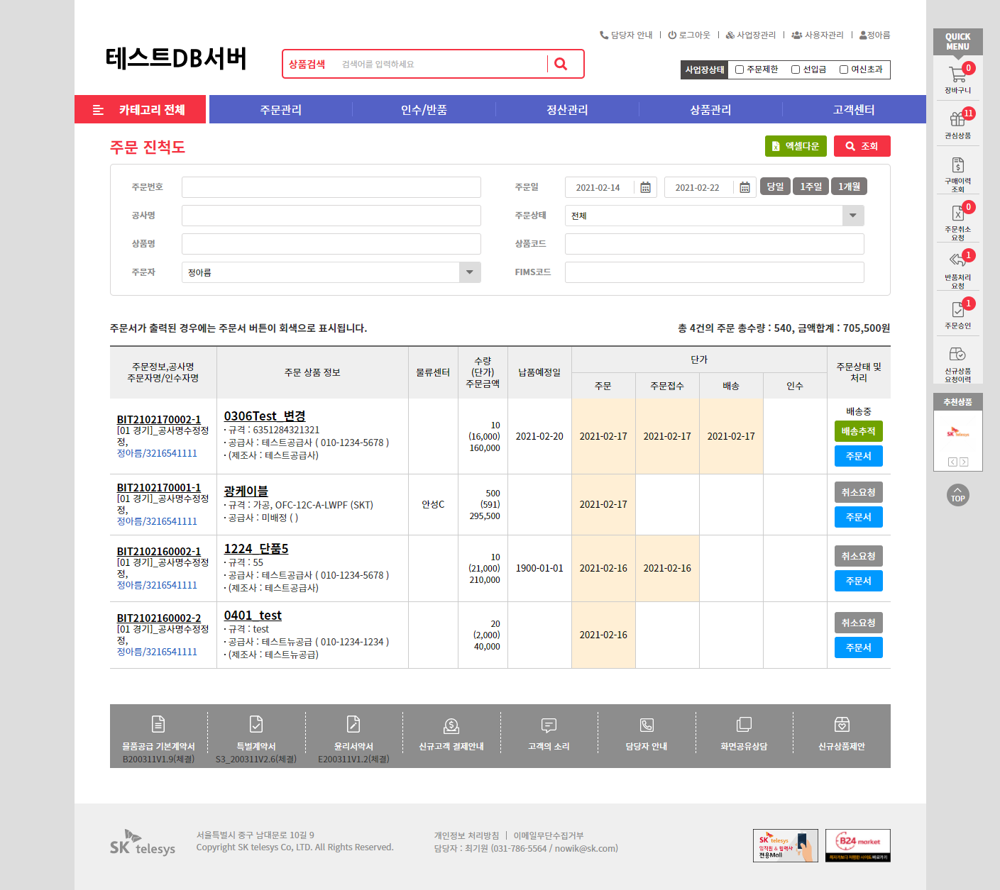 담당자 안내 | 로그아웃 | 사업장관리 | 사용자관리 | 정아름
테스트DB서버
상품검색 검색어를 입력하세요
사업장상태 주문제한 선입금 여신초과
카테고리 전체 주문관리 인수/반품 정산관리 상품관리 고객센터
주문 진척도
엑셀다운 조회
주문번호 주문일 2021-02-14 2021-02-22 당일 1주일 1개월
공사명 주문상태 전체
상품명 상품코드
주문자 정아름 FIMS코드
주문서가 출력된 경우에는 주문서 버튼이 회색으로 표시됩니다.
총 4건의 주문 총수량 : 540, 금액합계 : 705,500원
주문정보,공사명
주문자명/인수자명
주문 상품 정보
물류센터
수량
(단가)
주문금액
납품예정일
단가
주문 주문접수 배송 인수
주문상태 및
처리
BIT2102170002-1
[01 경기]_공사명수정정
정,
정아름/3216541111
0306Test_변경
· 규격 : 6351284321321
· 공급사 : 테스트공급사 ( 010-1234-5678 )
· (제조사 : 테스트공급사)
10
(16,000)
160,000
2021-02-20 2021-02-17 2021-02-17 2021-02-17
배송중
배송추적
주문서
BIT2102170001-1
[01 경기]_공사명수정정
정,
정아름/3216541111
광케이블
· 규격 : 가공, OFC-12C-A-LWPF (SKT)
· 공급사 : 미배정 ( )
안성C
500
(591)
295,500
2021-02-17
취소요청
주문서
BIT2102160002-1
[01 경기]_공사명수정정
정,
정아름/3216541111
1224_단품5
· 규격 : 55
· 공급사 : 테스트공급사 ( 010-1234-5678 )
· (제조사 : 테스트공급사)
10
(21,000)
210,000
1900-01-01 2021-02-16 2021-02-16
취소요청
주문서
BIT2102160002-2
[01 경기]_공사명수정정
정,
정아름/3216541111
0401_test
· 규격 : test
· 공급사 : 테스트뉴공급 ( 010-1234-1234 )
· (제조사 : 테스트뉴공급)
20
(2,000)
40,000
2021-02-16
취소요청
주문서
물품공급 기본계약서 특별계약서 윤리서약서 신규고객 결제안내 고객의 소리 담당자 안내 화면공유상담 신규상품제안
B200311V1.9(체결) S3_200311V2.6(체결) E200311V1.2(체결)
SK telesys
서울특별시 중구 남대문로 10길 9
Copyright SK telesys Co, LTD. All Rights Reserved.
개인정보 처리방침 | 이메일무단수집거부
담당자 : 최기원 (031-786-5564 / nowik@sk.com)
SK telesys
임직원 & 협력사
전용Mall
B24 market
QUICK
MENU
0
장바구니
11
관심상품
구매이력
조회
0
주문취소
요청
1
반품처리
요청
1
주문승인
신규상품
요청이력
추천상품
SK telesys
TOP